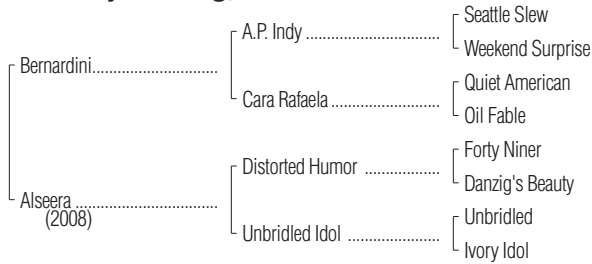 Seattle Slew
A.P. Indy
Weekend Surprise
Bernardini
Quiet American
Cara Rafaela
Oil Fable
Forty Niner
Distorted Humor
Danzig's Beauty
Alseera
(2008)
Unbridled
Unbridled Idol
Ivory Idol